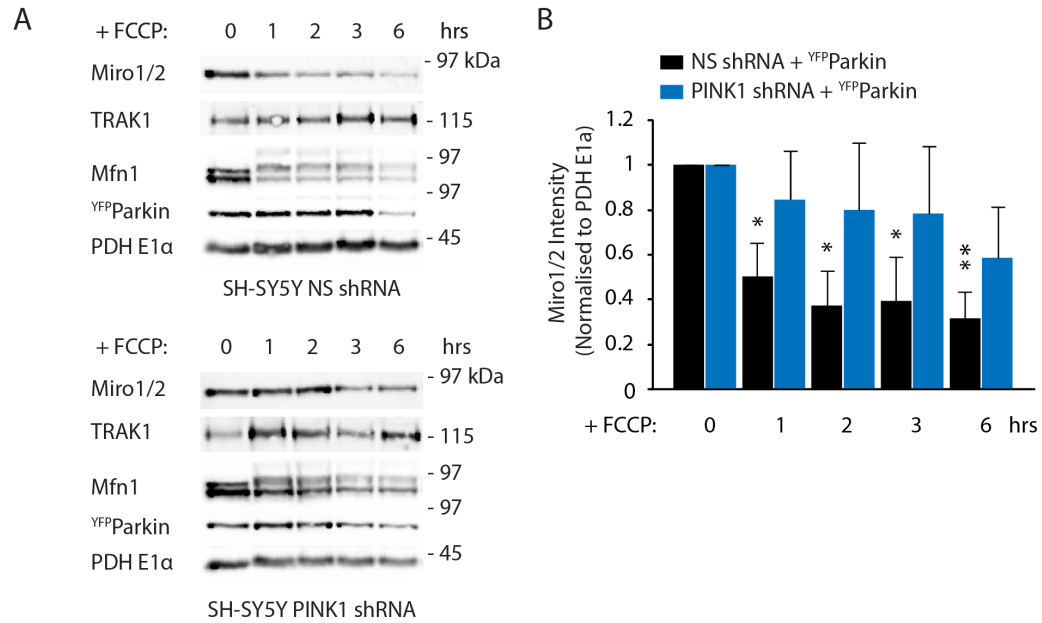 A
+ FCCP: 0 1 2 3 6 hrs
- 97 kDa
Miro1/2
TRAK1 - 115
- 97
Mfn1
- 97
YFPParkin
- 45
PDH E1α
SH-SY5Y NS shRNA
+ FCCP: 0 1 2 3 6 hrs
- 97 kDa
Miro1/2
TRAK1 - 115
- 97
Mfn1
- 97
YFPParkin
- 45
PDH E1α
SH-SY5Y PINK1 shRNA
B
NS shRNA + YFPParkin
PINK1 shRNA + YFPParkin
Miro1/2 Intensity
(Normalised to PDH E1a)
1.2
1
0.8
0.6
0.4
0.2
0
* * * **
+ FCCP: 0 1 2 3 6 hrs